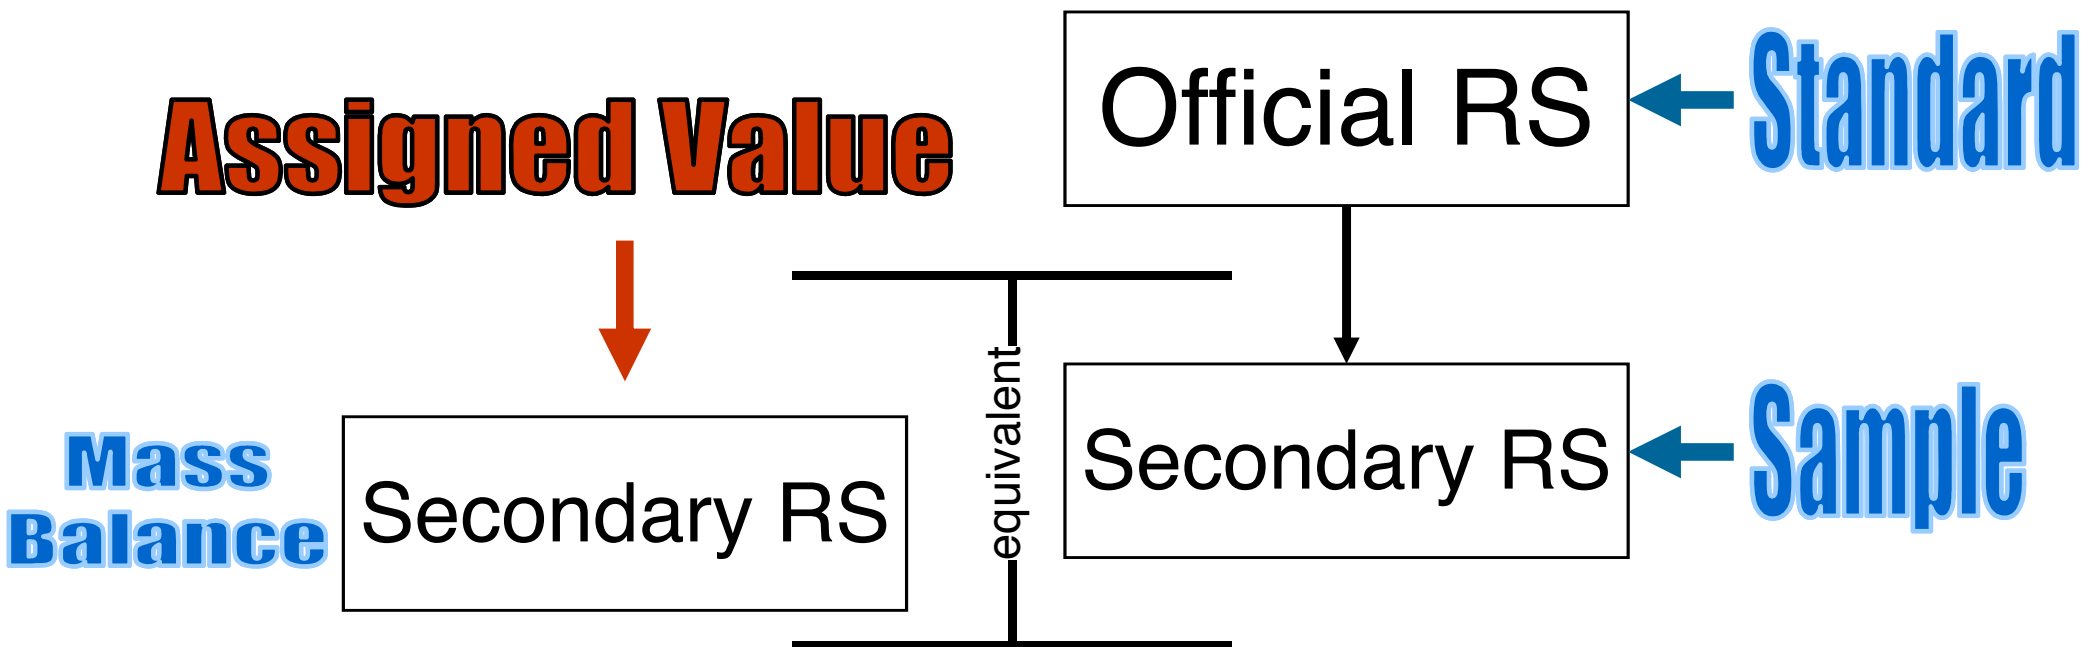 Official RS
Standard
Assigned Value
equivalent
Secondary RS
Sample
Mass
Balance
Secondary RS